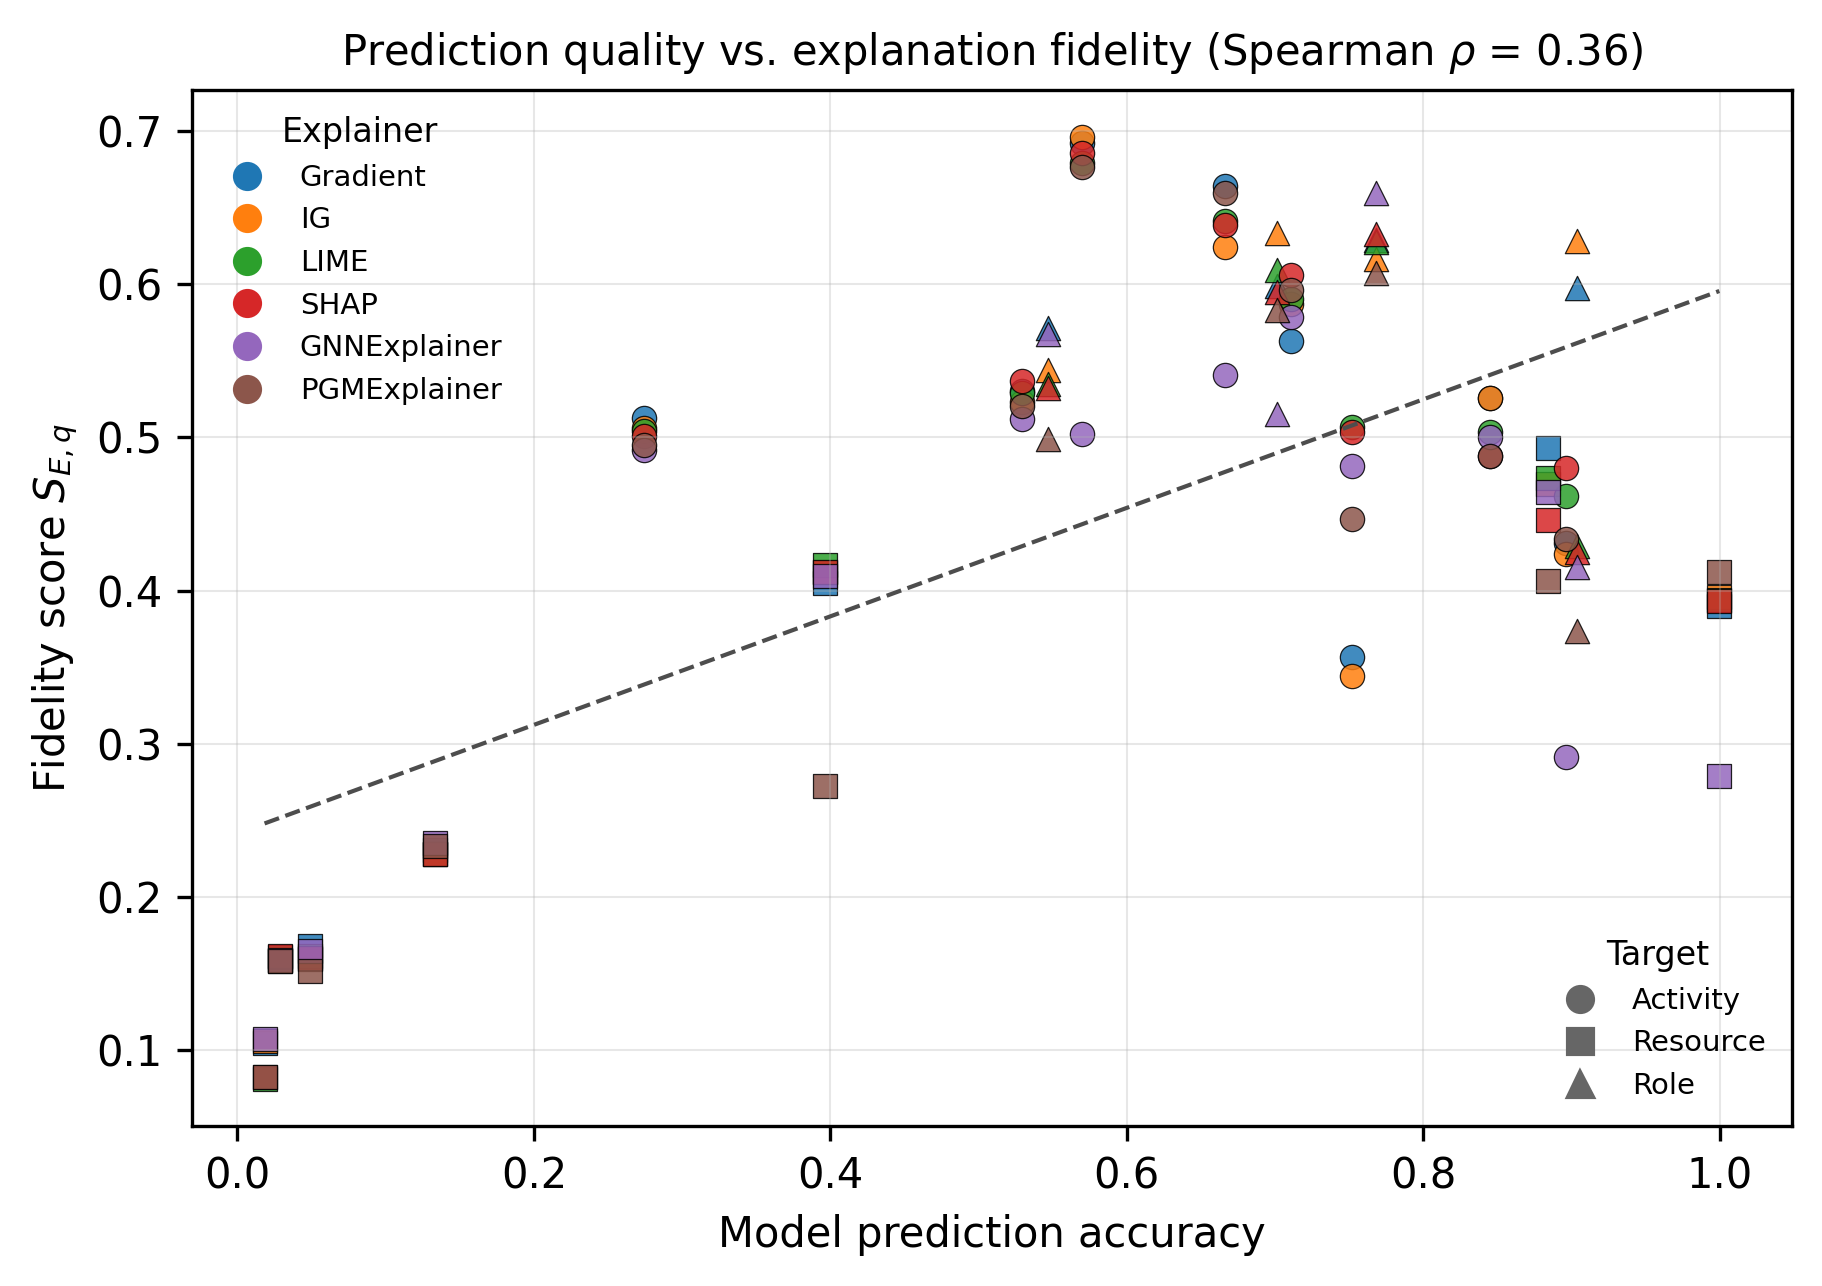 Prediction quality vs. explanation fidelity (Spearman ρ = 0.36)
Explainer
Gradient
IG
LIME
SHAP
GNNExplainer
PGMExplainer
Fidelity score S_{E, q}
0.7
0.6
0.5
0.4
0.3
0.2
0.1
Target
Activity
Resource
Role
0.0 0.2 0.4 0.6 0.8 1.0
Model prediction accuracy